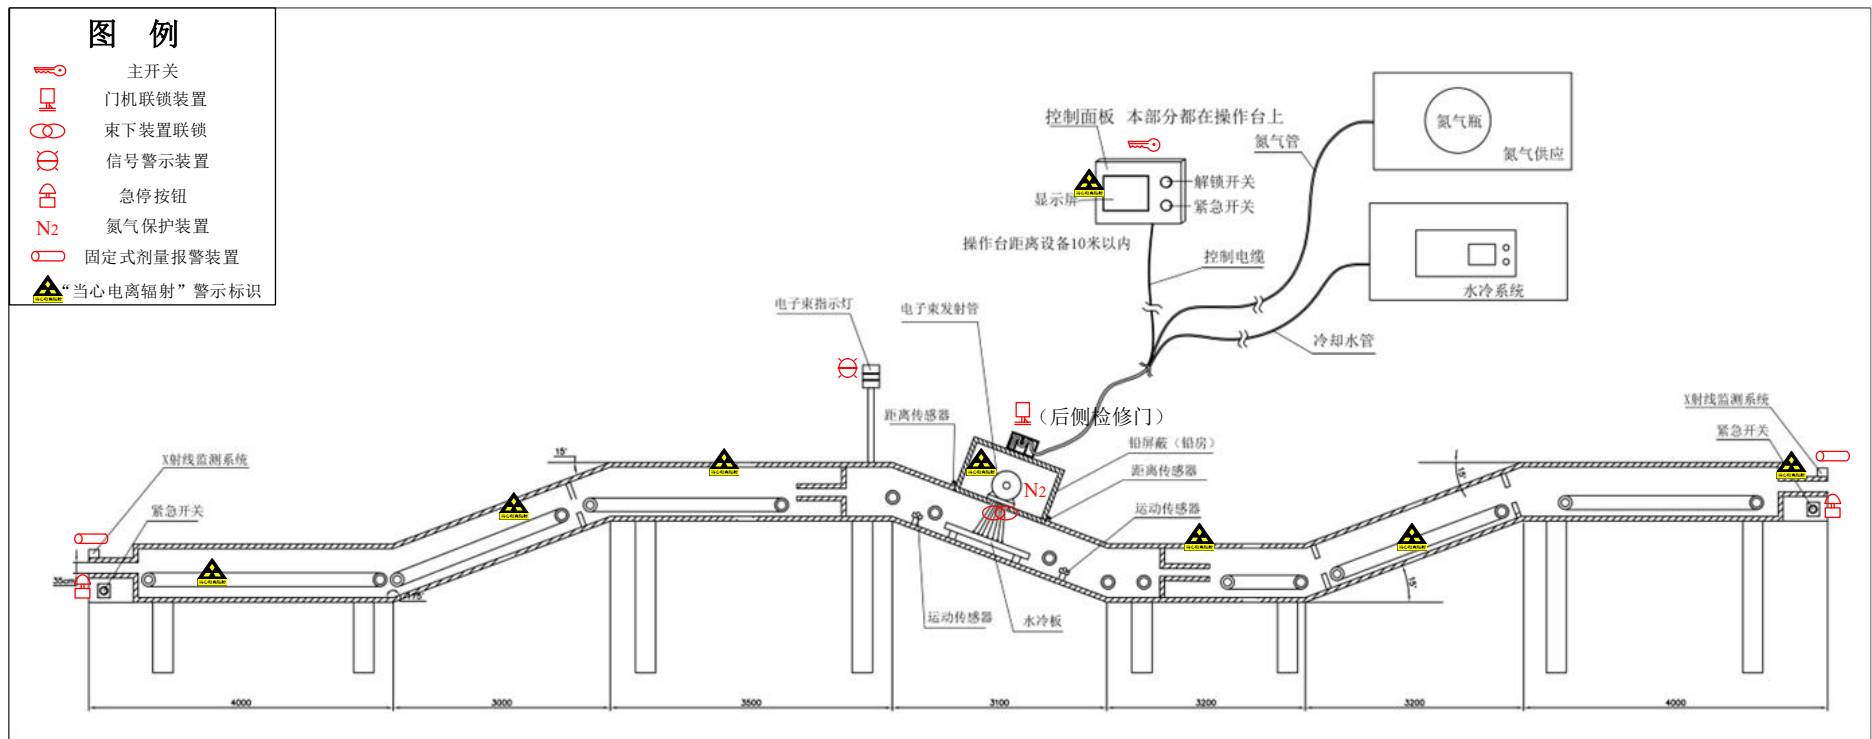 图 例
主开关
门机联锁装置
束下装置联锁
信号警示装置
急停按钮
N2 氮气保护装置
固定式剂量报警装置
“当心电离辐射”警示标识
控制面板 本部分都在操作台上
氮气管
氮气瓶
氮气供应
显示屏
解锁开关
紧急开关
操作台距离设备10米以内
控制电缆
水冷系统
冷却水管
电子束指示灯
电子束发射管
(后侧检修门)
距离传感器
铅屏蔽(铅房)
距离传感器
N2
运动传感器
X射线监测系统
紧急开关
X射线监测系统
紧急开关
35cm
15°
15°
15°
15°
运动传感器
水冷板
4000
3000
3500
3100
3200
3200
4000